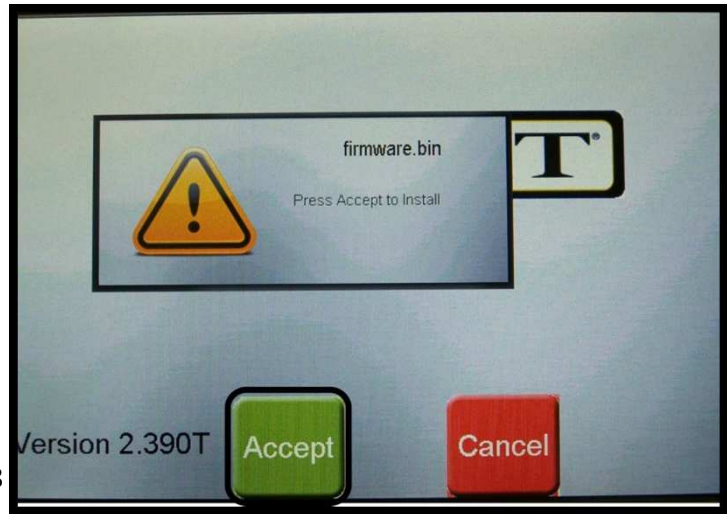 firmware.bin
T®
Press Accept to Install
Version 2.390T
Accept
Cancel